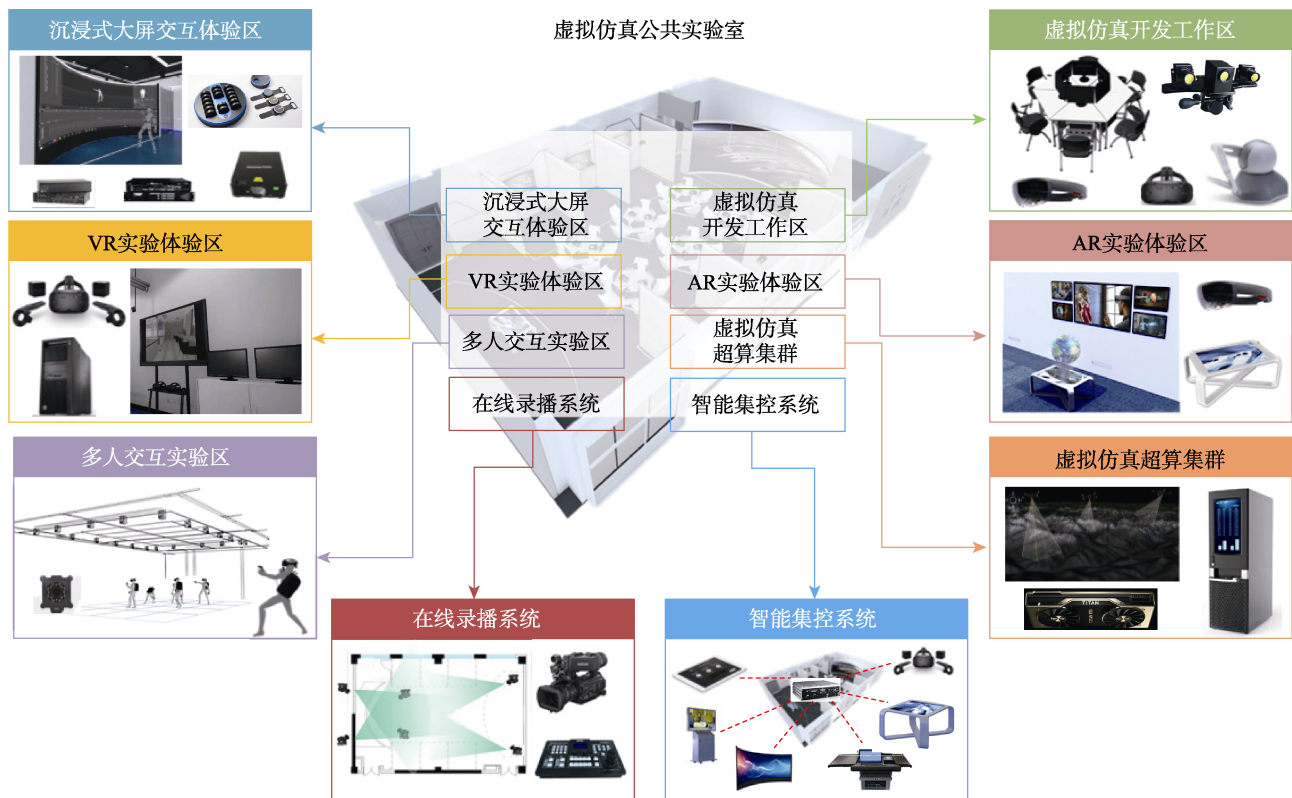 虚拟仿真公共实验室
沉浸式大屏交互体验区
VR实验体验区
多人交互实验区
沉浸式大屏
交互体验区
VR实验体验区
多人交互实验区
在线录播系统
虚拟仿真
开发工作区
AR实验体验区
虚拟仿真
超算集群
智能集控系统
虚拟仿真开发工作区
AR实验体验区
虚拟仿真超算集群
TITAN
在线录播系统
智能集控系统